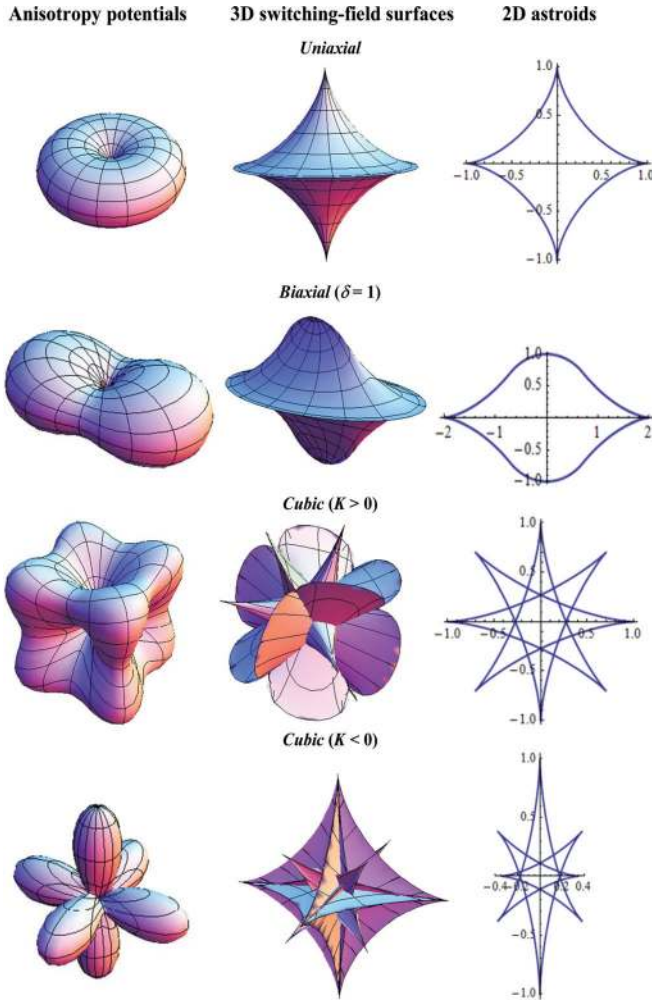 Anisotropy potentials 3D switching-field surfaces 2D astroids
Uniaxial
1.0
0.5
-1.0 -0.5 0.5 1.0
-0.5
-1.0
Biaxial (δ = 1)
1.0
0.5
-2 -1 1 2
-0.5
-1.0
Cubic (K > 0)
1.0
0.5
-1.0 -0.5 0.5 1.0
-0.5
-1.0
Cubic (K < 0)
1.0
0.5
-0.4 -0.2 0.2 0.4
-0.5
-1.0